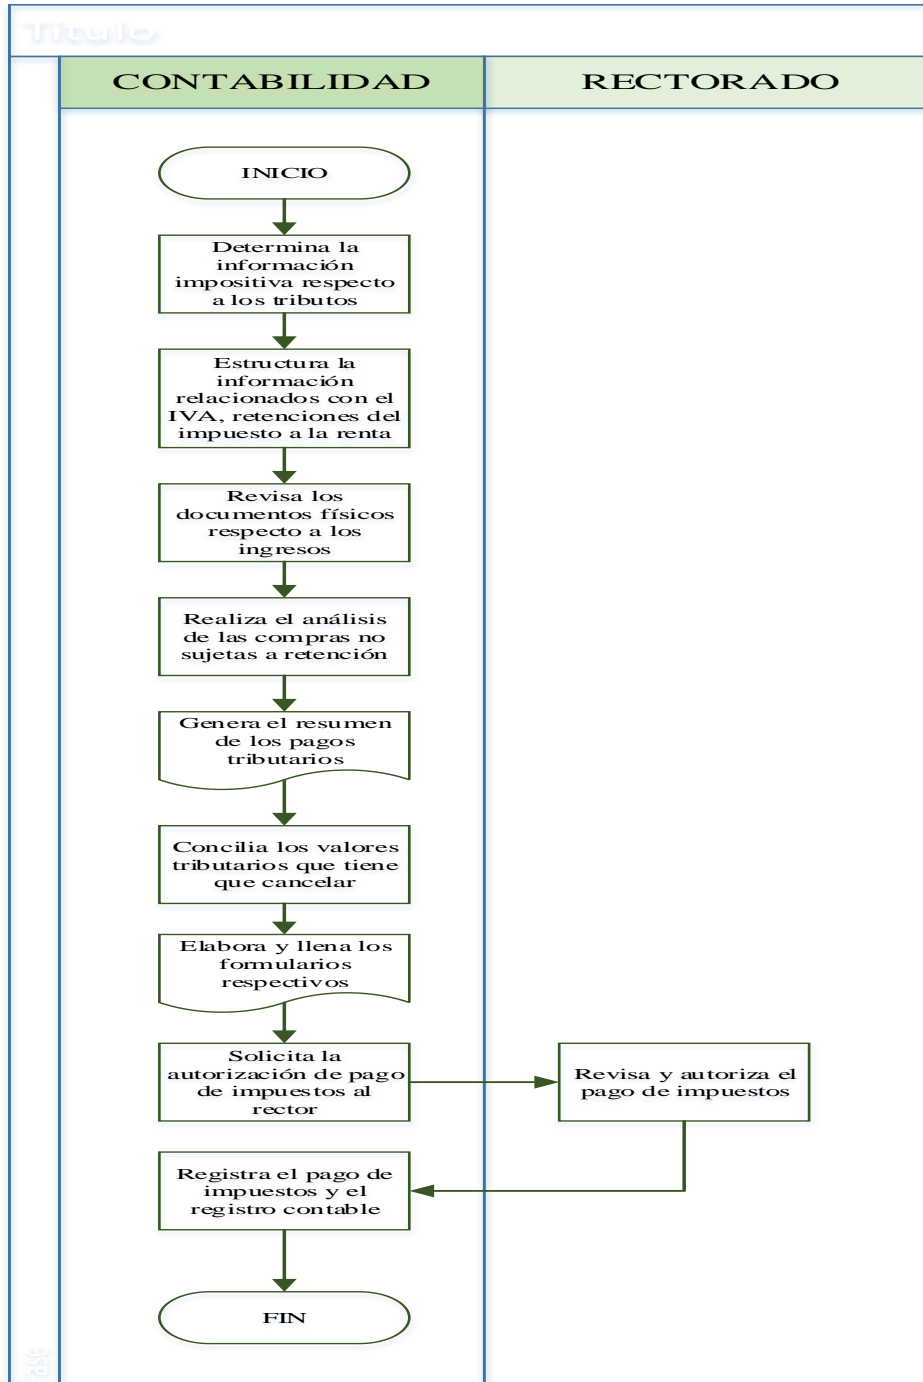 Título
CONTABILIDAD
RECTORADO
INICIO
Determina la
información
impositiva respecto
a los tributos
Estructura la
información
relacionados con el
IVA, retenciones del
impuesto a la renta
Revisa los
documentos físicos
respecto a los
ingresos
Realiza el análisis
de las compras no
sujetas a retención
Genera el resumen
de los pagos
tributarios
Concilia los valores
tributarios que tiene
que cancelar
Elabora y llena los
formularios
respectivos
Solicita la
autorización de pago
de impuestos al
rector
Revisa y autoriza el
pago de impuestos
Registra el pago de
impuestos y el
registro contable
FIN